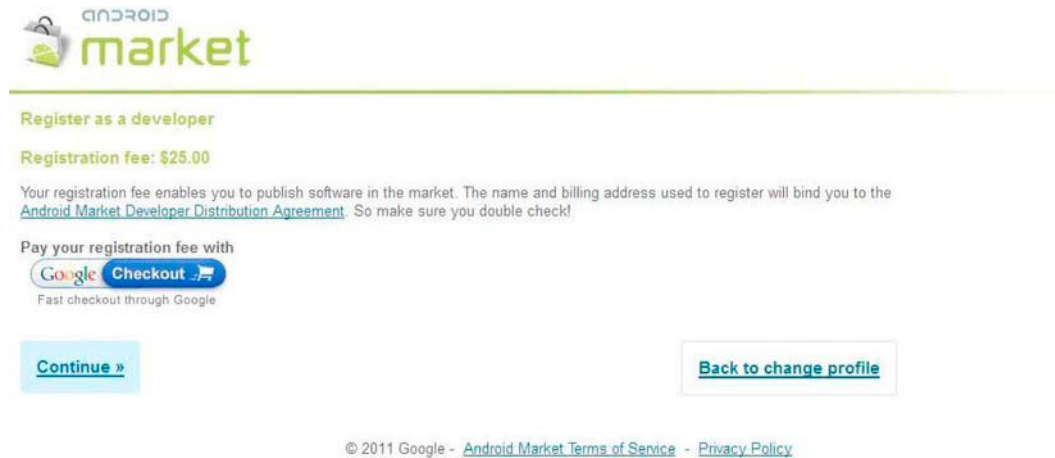 android
market
Register as a developer
Registration fee: $25.00
Your registration fee enables you to publish software in the market. The name and billing address used to register will bind you to the
Android Market Developer Distribution Agreement. So make sure you double check!
Pay your registration fee with
Google Checkout
Fast checkout through Google
Continue »
Back to change profile
© 2011 Google - Android Market Terms of Service - Privacy Policy